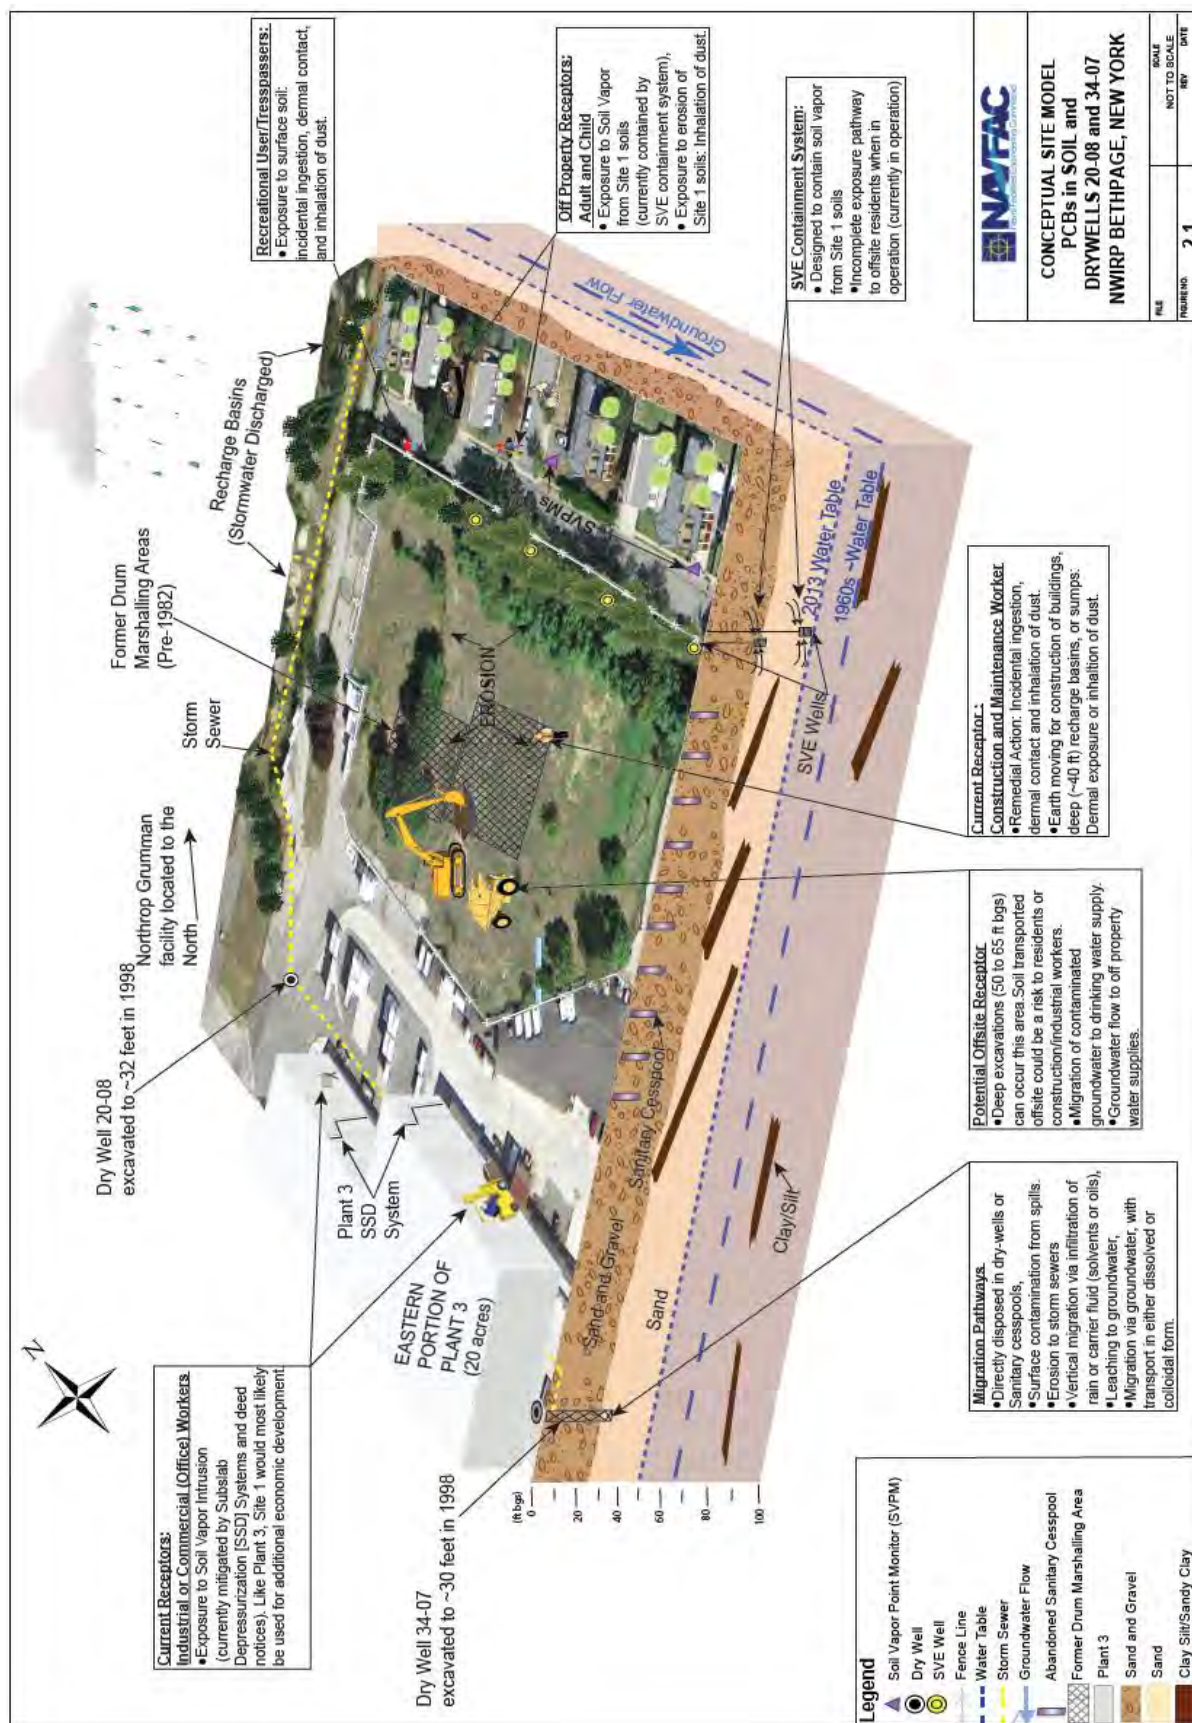 N
Current Receptors:
Industrial or Commercial (Office) Workers
•Exposure to Soil Vapor Intrusion
(currently mitigated by Subslab
Depressurization [SSD] Systems and deed
notices). Like Plant 3, Site 1 would most likely
be used for additional economic development.
Dry Well 20-08
excavated to ~32 feet in 1998
Northrop Grumman
facility located to the
North
Storm
Sewer
Former Drum
Marshalling Areas
(Pre-1982)
Recharge Basins
(Stormwater Discharged)
Recreational User/Tresspassers:
• Exposure to surface soil:
incidental ingestion, dermal contact,
and inhalation of dust.
Off Property Receptors:
Adult and Child
• Exposure to Soil Vapor
from Site 1 soils
(currently contained by
SVE containment system),
• Exposure to erosion of
Site 1 soils: Inhalation of dust.
SVE Containment System:
• Designed to contain soil vapor
from Site 1 soils
•Incomplete exposure pathway
to offsite residents when in
operation (currently in operation)
Plant 3
SSD
System
EASTERN
PORTION OF
PLANT 3
(20 acres)
EROSION
SVPMs
Groundwater Flow
Dry Well 34-07
excavated to ~30 feet in 1998
(ft bgs)
0
20
40
60
80
100
Sand and Gravel
Sand
Clay/Silt
Sanitary Cesspool
SVE Wells
2013 Water Table
1960s ~Water Table
Legend
Soil Vapor Point Monitor (SVPM)
Dry Well
SVE Well
Fence Line
Water Table
Storm Sewer
Groundwater Flow
Abandoned Sanitary Cesspool
Former Drum Marshalling Area
Plant 3
Sand and Gravel
Sand
Clay Silt/Sandy Clay
Migration Pathways
•Directly disposed in dry-wells or
Sanitary cesspools,
•Surface contamination from spills.
•Erosion to storm sewers
•Vertical migration via infiltration of
rain or carrier fluid (solvents or oils),
•Leaching to groundwater,
•Migration via groundwater, with
transport in either dissolved or
colloidal form.
Potential Offsite Receptor
•Deep excavations (50 to 65 ft bgs)
can occur this area.Soil transported
offsite could be a risk to residents or
construction/industrial workers.
•Migration of contaminated
groundwater to drinking water supply.
•Groundwater flow to off property
water supplies.
Current Receptor :
Construction and Maintenance Worker
•Remedial Action: Incidental ingestion,
dermal contact and inhalation of dust.
•Earth moving for construction of buildings,
deep (~40 ft) recharge basins, or sumps:
Dermal exposure or inhaltion of dust.
NAVFAC
Naval Facilities Engineering Command
CONCEPTUAL SITE MODEL
PCBs in SOIL and
DRYWELLS 20-08 and 34-07
NWIRP BETHPAGE, NEW YORK
FILE
SCALE
NOT TO SCALE
FIGURE NO.
REV
DATE